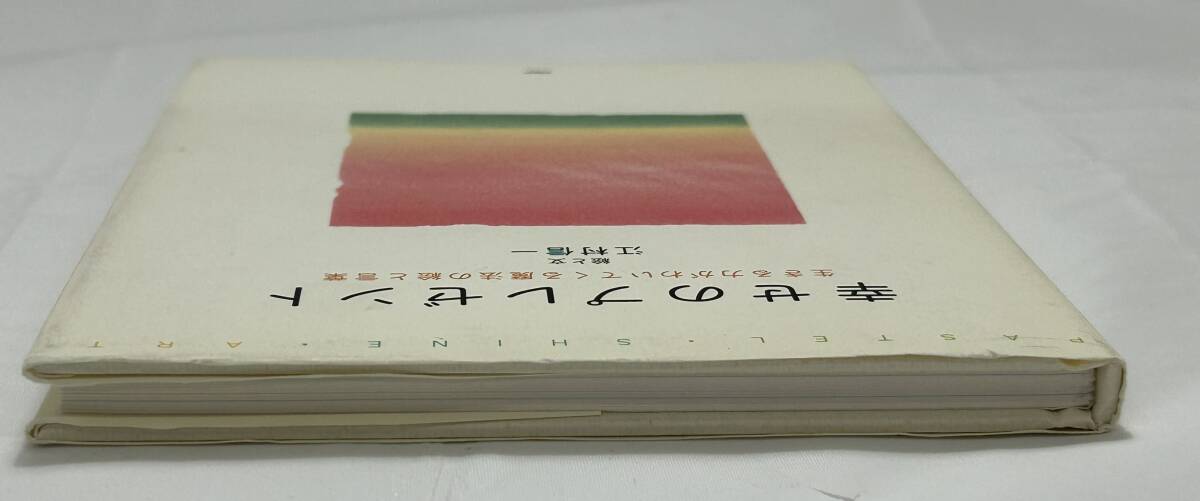 PASTEL・SHINE・ART
幸せのプレゼント
生きる力がわいてくる魔法の絵と言葉
絵と文
江村信一